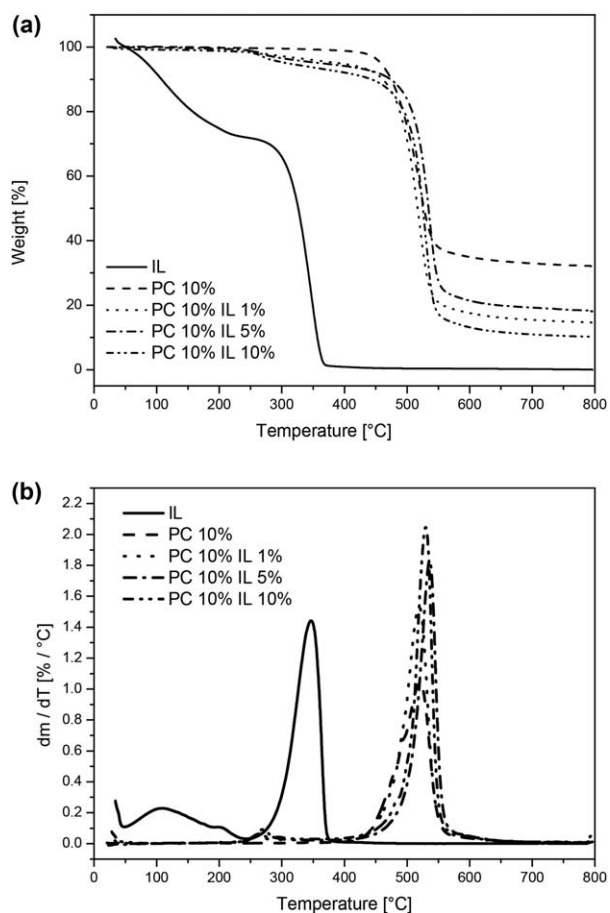 (a)
100
80
60
40
20
0
Weight [%]
IL
PC 10%
PC 10% IL 1%
PC 10% IL 5%
PC 10% IL 10%
0 100 200 300 400 500 600 700 800
Temperature [°C]
(b)
2.2
2.0
1.8
1.6
1.4
1.2
1.0
0.8
0.6
0.4
0.2
0.0
dm / dT [% / °C]
IL
PC 10%
PC 10% IL 1%
PC 10% IL 5%
PC 10% IL 10%
0 100 200 300 400 500 600 700 800
Temperature [°C]